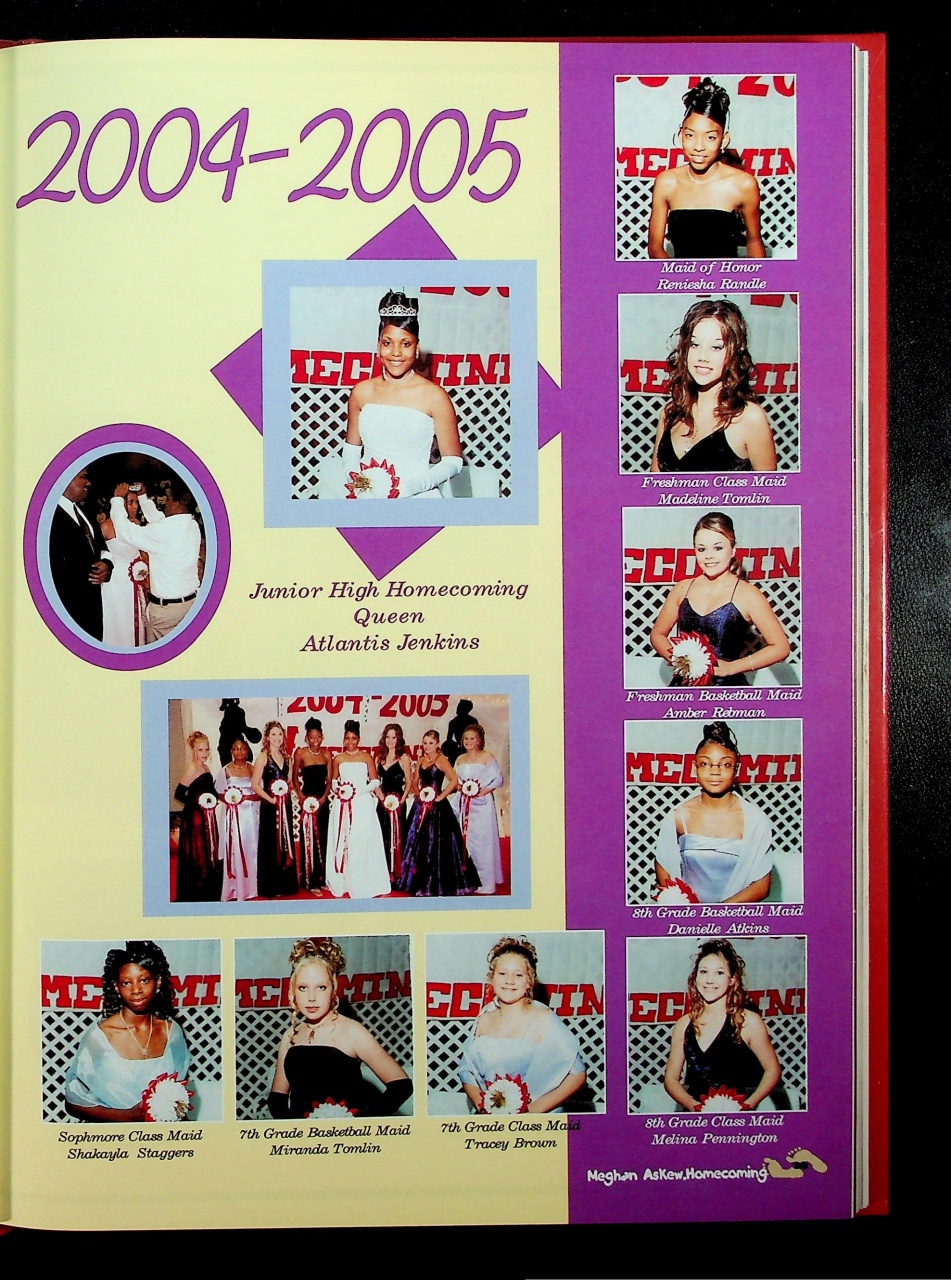 2004-2005
Junior High Homecoming
Queen
Atlantis Jenkins
2004-2005
Maid of Honor
Reniesha Randle
Freshman Class Maid
Madeline Tomlin
Freshman Basketball Maid
Amber Rebman
8th Grade Basketball Maid
Danielle Atkins
8th Grade Class Maid
Melina Pennington
Sophmore Class Maid
Shakayla Staggers
7th Grade Basketball Maid
Miranda Tomlin
7th Grade Class Maid
Tracey Brown
Meghan Askew,Homecoming